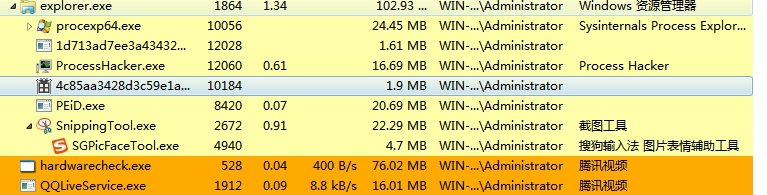 explorer.exe 1864 1.34 102.93 ... WIN-...\Administrator Windows 资源管理器
procexp64.exe 10056 24.45 MB WIN-...\Administrator Sysinternals Process Explor...
1d713ad7ee3a43432... 12028 1.61 MB WIN-...\Administrator
ProcessHacker.exe 12060 0.61 16.69 MB WIN-...\Administrator Process Hacker
4c85aa3428d3c59e1a... 10184 1.9 MB WIN-...\Administrator
PEiD.exe 8420 0.07 20.69 MB WIN-...\Administrator
SnippingTool.exe 2672 0.91 22.29 MB WIN-...\Administrator 截图工具
SGPicFaceTool.exe 4940 4.7 MB WIN-...\Administrator 搜狗输入法 图片表情辅助工具
hardwarecheck.exe 528 0.04 400 B/s 76.02 MB WIN-...\Administrator 腾讯视频
QQLiveService.exe 1912 0.09 8.8 kB/s 16.01 MB WIN-...\Administrator 腾讯视频